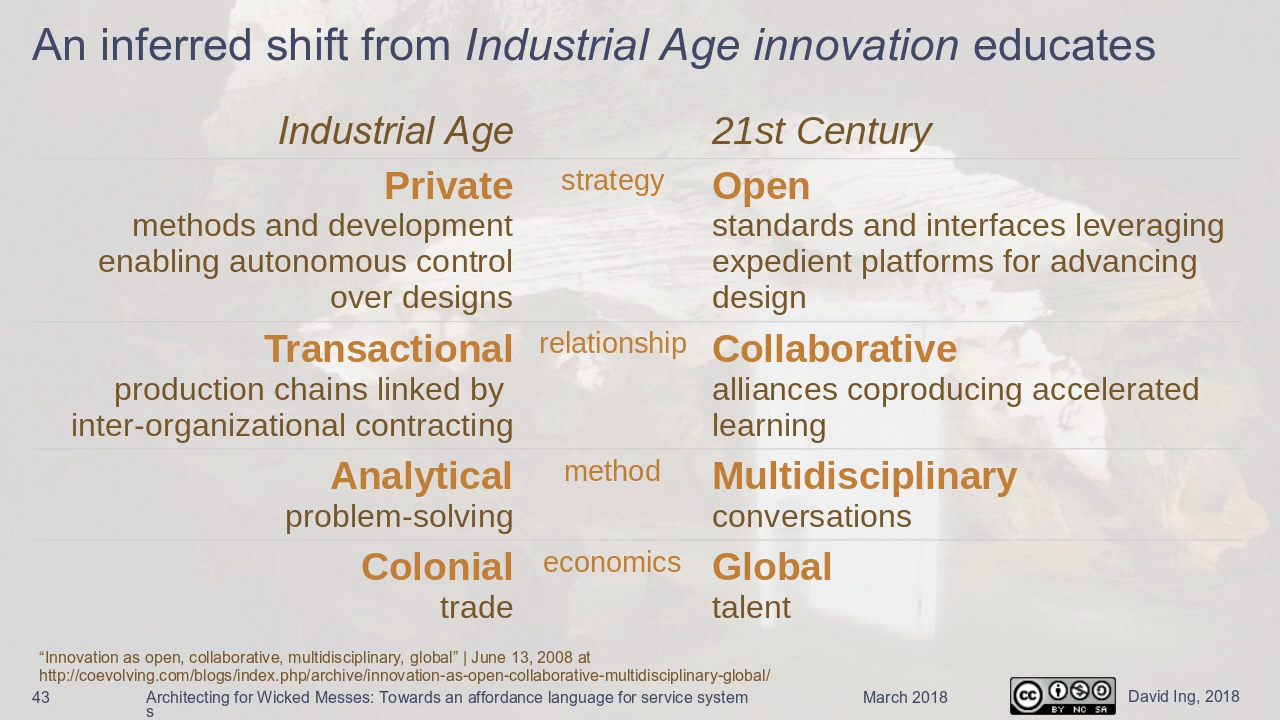 An inferred shift from Industrial Age innovation educates
Industrial Age
21st Century
Private
strategy
Open
methods and development
enabling autonomous control
over designs
standards and interfaces leveraging
expedient platforms for advancing
design
Transactional
relationship
Collaborative
production chains linked by
inter-organizational contracting
alliances coproducing accelerated
learning
Analytical
method
Multidisciplinary
problem-solving
conversations
Colonial
economics
Global
trade
talent
“Innovation as open, collaborative, multidisciplinary, global” | June 13, 2008 at
http://coevolving.com/blogs/index.php/archive/innovation-as-open-collaborative-multidisciplinary-global/
43
Architecting for Wicked Messes: Towards an affordance language for service system
s
March 2018
cc
BY NC SA
David Ing, 2018